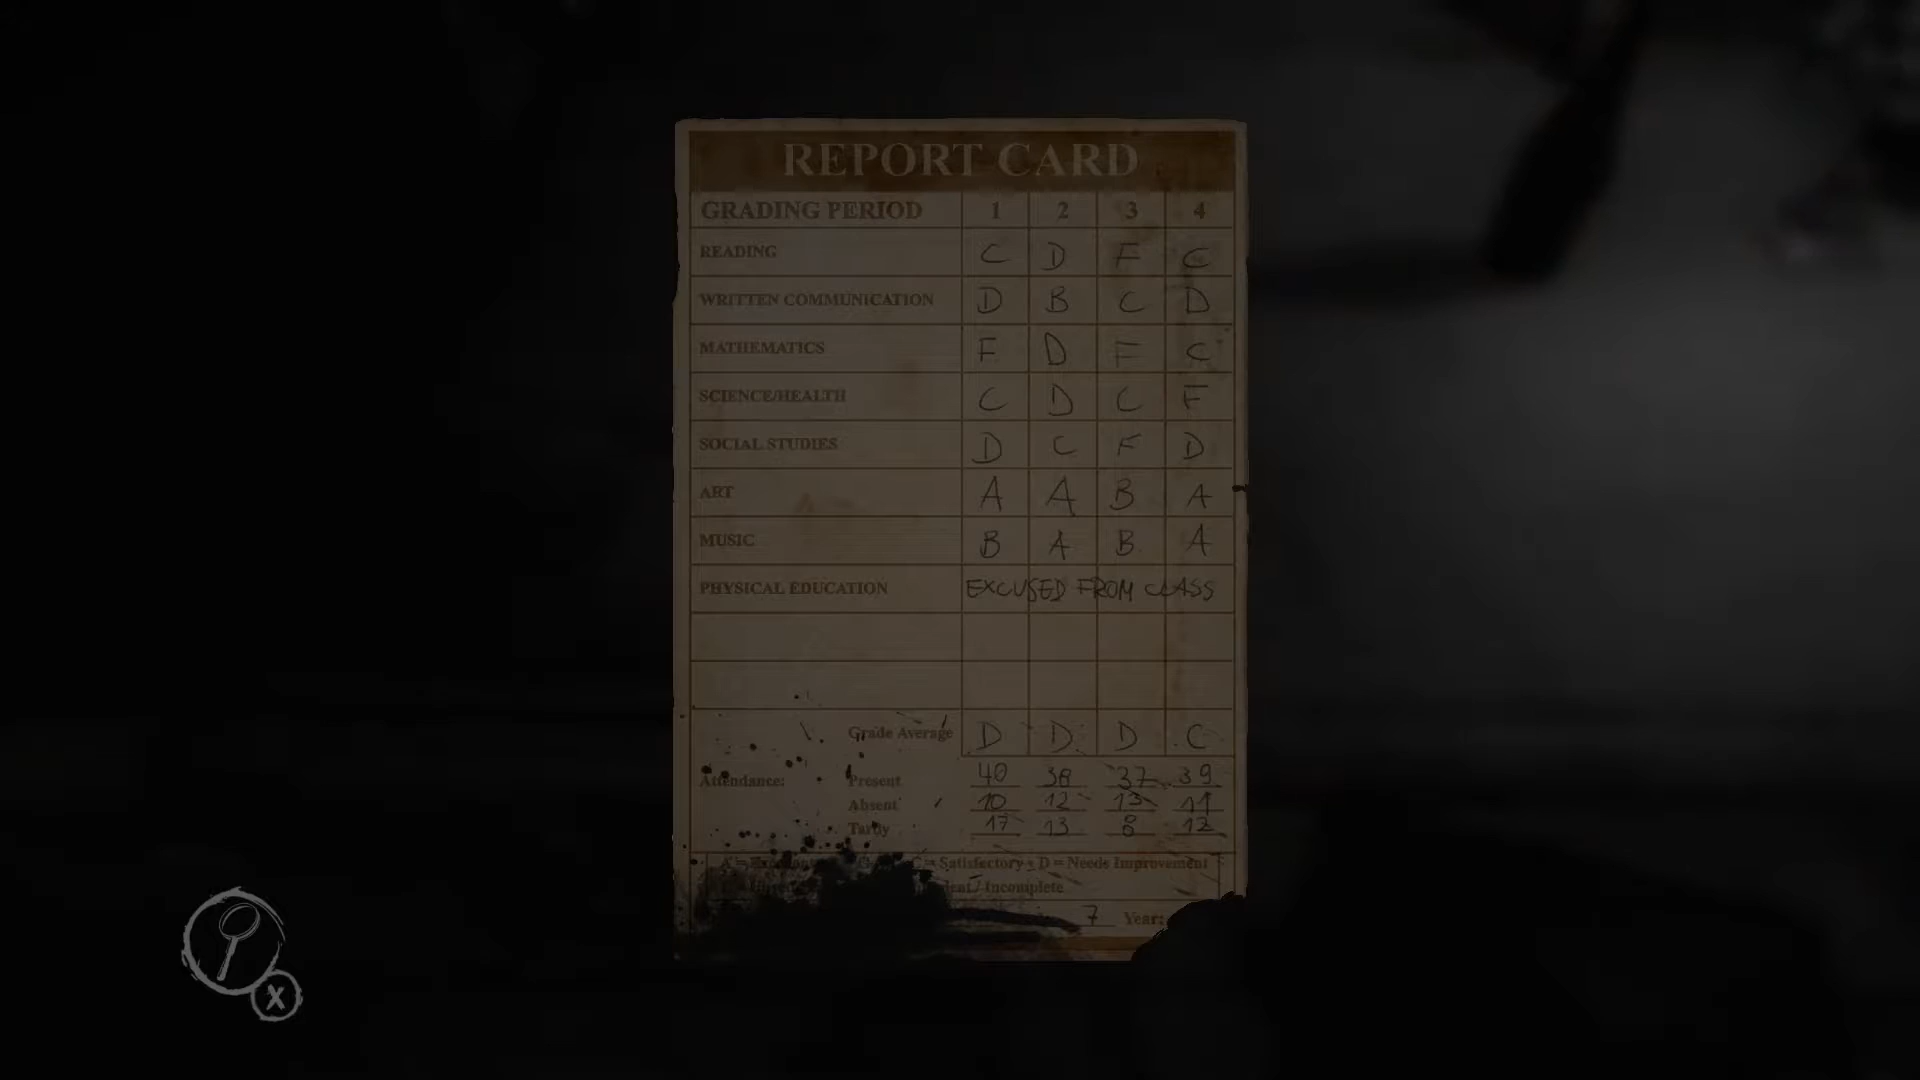 REPORT CARD
GRADING PERIOD 1 2 3 4
READING C D F C
WRITTEN COMMUNICATION D B C D
MATHEMATICS F D F C
SCIENCE/HEALTH C D C F
SOCIAL STUDIES D C F D
ART A A B A
MUSIC B A B A
PHYSICAL EDUCATION EXCUSED FROM CLASS
Grade Average D D D C
Attendance: Present 40 38 37 39
Absent 10 12 13 11
Tardy 17 13 8 12
C = Satisfactory D = Needs Improvement
/ Incomplete
7 Year:
X